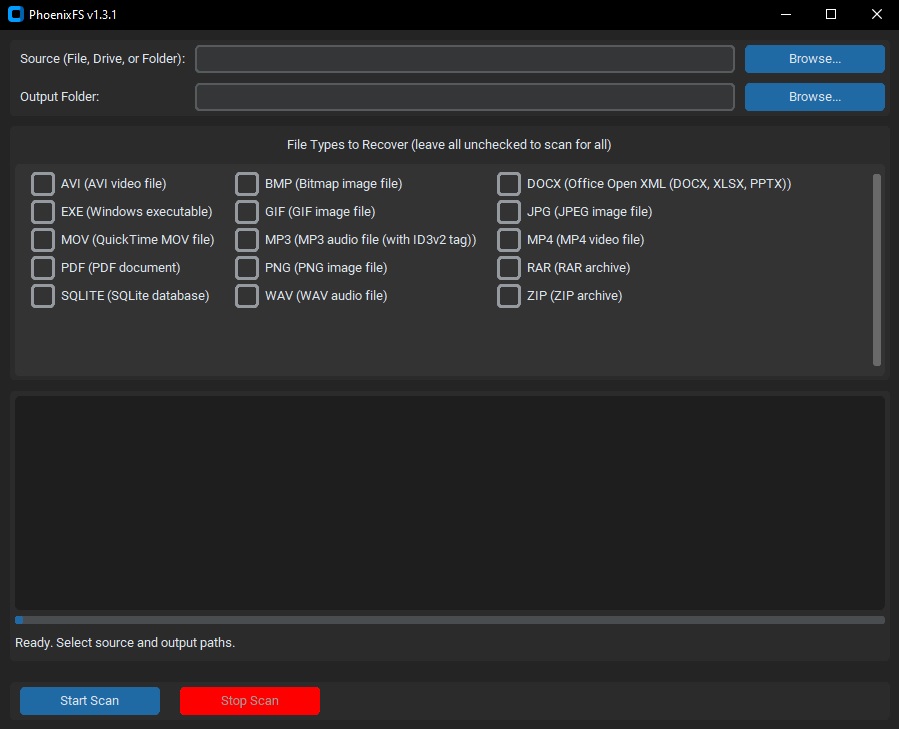 PhoenixFS v1.3.1
Source (File, Drive, or Folder): Browse...
Output Folder: Browse...
File Types to Recover (leave all unchecked to scan for all)
AVI (AVI video file) BMP (Bitmap image file) DOCX (Office Open XML (DOCX, XLSX, PPTX))
EXE (Windows executable) GIF (GIF image file) JPG (JPEG image file)
MOV (QuickTime MOV file) MP3 (MP3 audio file (with ID3v2 tag)) MP4 (MP4 video file)
PDF (PDF document) PNG (PNG image file) RAR (RAR archive)
SQLITE (SQLite database) WAV (WAV audio file) ZIP (ZIP archive)
Ready. Select source and output paths.
Start Scan Stop Scan